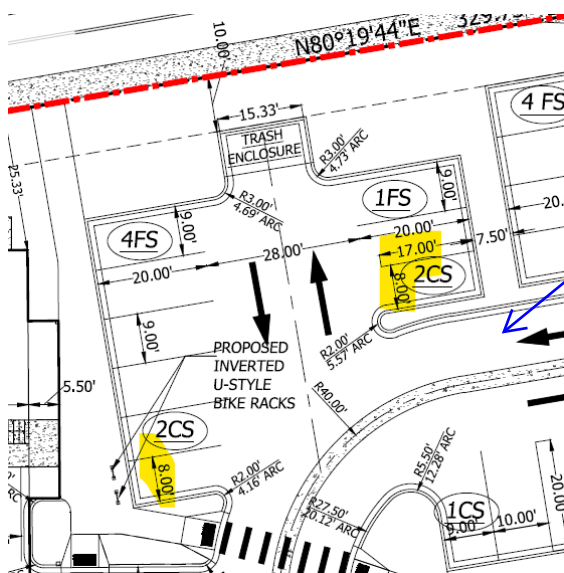 N80°19'44"E
10.00'
15.33'
TRASH
ENCLOSURE
R3.00'
4.73' ARC
4 FS
25.33'
R3.00'
4.69' ARC
9.00'
1FS
9.00'
20.00'
20.
4FS
9.00'
28.00'
20.00'
17.00'
7.50'
2CS
8.00'
9.00'
R2.00'
5.57' ARC
PROPOSED
INVERTED
U-STYLE
BIKE RACKS
5.50'
R40.00'
2CS
8.00'
R2.00'
4.16' ARC
R5.50'
12.28' ARC
R27.50'
20.12' ARC
1CS
9.00'
10.00'
20.00'
ARC